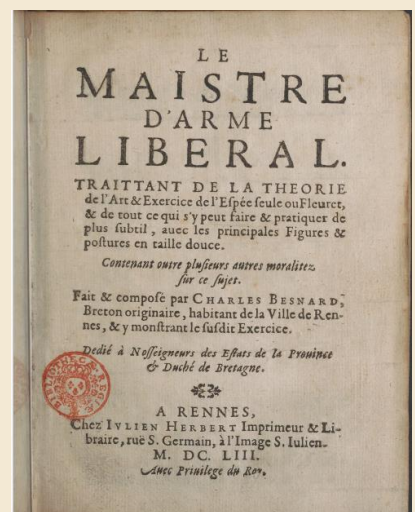 LE
MAISTRE
D'ARME
LIBERAL.
TRAITTANT DE LA THEORIE
de l'Art & Exercice de l'Espée seule ou Fleuret,
& de tout ce qui s'y peut faire & pratiquer de
plus subtil, auec les principales Figures &
postures en taille douce.
Contenant outre plusieurs autres moralitez
sur ce sujet.
Fait & composé par CHARLES BESNARD,
Breton originaire, habitant de la Ville de Ren-
nes, & y monstrant le susdit Exercice.
Dedié à Nosseigneurs des Estats de la Prouince
& Duché de Bretagne.
A RENNES,
Chez IVLIEN HERBERT Imprimeur & Li-
braire, ruë S. Germain, à l'Image S. Iulien.
M. DC. LIII.
Auec Priuilege du Roy.